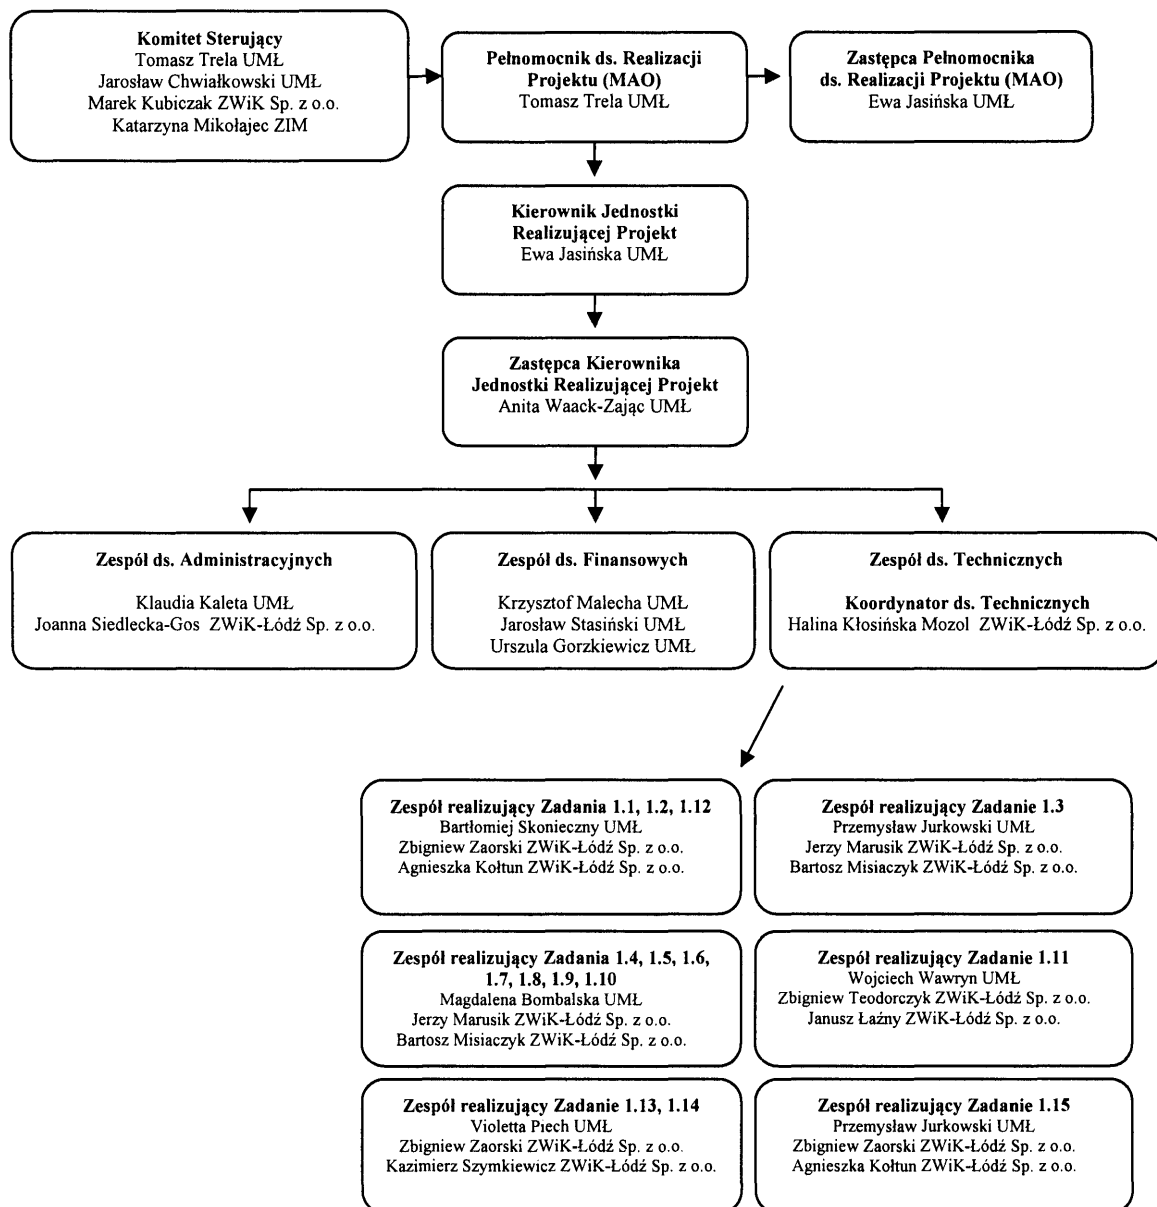 Komitet Sterujący
Tomasz Trela UMŁ
Jarosław Chwiałkowski UMŁ
Marek Kubiczak ZWiK Sp. z o.o.
Katarzyna Mikołajec ZIM
Pełnomocnik ds. Realizacji
Projektu (MAO)
Tomasz Trela UMŁ
Zastępca Pełnomocnika
ds. Realizacji Projektu (MAO)
Ewa Jasińska UMŁ
Kierownik Jednostki
Realizującej Projekt
Ewa Jasińska UMŁ
Zastępca Kierownika
Jednostki Realizującej Projekt
Anita Waack-Zając UMŁ
Zespół ds. Administracyjnych
Klaudia Kaleta UMŁ
Joanna Siedlecka-Gos ZWiK-Łódź Sp. z o.o.
Zespół ds. Finansowych
Krzysztof Malecha UMŁ
Jarosław Stasiński UMŁ
Urszula Gorzkiewicz UMŁ
Zespół ds. Technicznych
Koordynator ds. Technicznych
Halina Kłosińska Mozol ZWiK-Łódź Sp. z o.o.
Zespół realizujący Zadania 1.1, 1.2, 1.12
Bartłomiej Skonieczny UMŁ
Zbigniew Zaorski ZWiK-Łódź Sp. z o.o.
Agnieszka Kołtun ZWiK-Łódź Sp. z o.o.
Zespół realizujący Zadanie 1.3
Przemysław Jurkowski UMŁ
Jerzy Marusik ZWiK-Łódź Sp. z o.o.
Bartosz Misiaczyk ZWiK-Łódź Sp. z o.o.
Zespół realizujący Zadania 1.4, 1.5, 1.6,
1.7, 1.8, 1.9, 1.10
Magdalena Bombalska UMŁ
Jerzy Marusik ZWiK-Łódź Sp. z o.o.
Bartosz Misiaczyk ZWiK-Łódź Sp. z o.o.
Zespół realizujący Zadanie 1.11
Wojciech Wawryn UMŁ
Zbigniew Teodorczyk ZWiK-Łódź Sp. z o.o.
Janusz Łaźny ZWiK-Łódź Sp. z o.o.
Zespół realizujący Zadanie 1.13, 1.14
Violetta Piech UMŁ
Zbigniew Zaorski ZWiK-Łódź Sp. z o.o.
Kazimierz Szymkiewicz ZWiK-Łódź Sp. z o.o.
Zespół realizujący Zadanie 1.15
Przemysław Jurkowski UMŁ
Zbigniew Zaorski ZWiK-Łódź Sp. z o.o.
Agnieszka Kołtun ZWiK-Łódź Sp. z o.o.